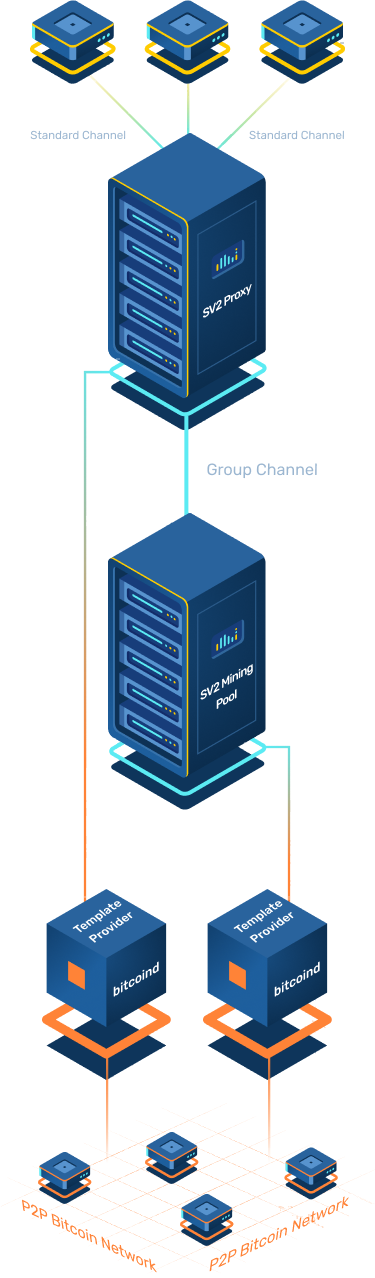 Standard Channel
Standard Channel
SV2 Proxy
Group Channel
SV2 Mining
Pool
Template
Provider
bitcoind
Template
Provider
bitcoind
P2P Bitcoin Network
P2P Bitcoin Network